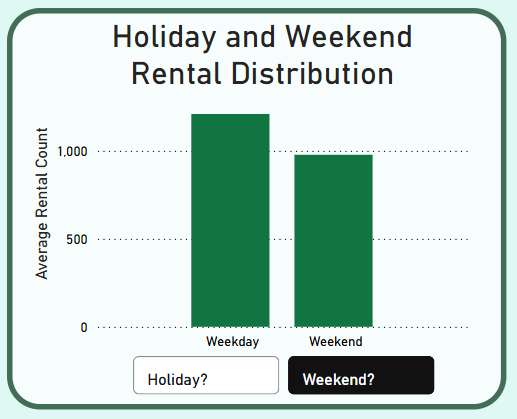 Holiday and Weekend
Rental Distribution
Average Rental Count
1,000
500
0
Weekday Weekend
Holiday? Weekend?